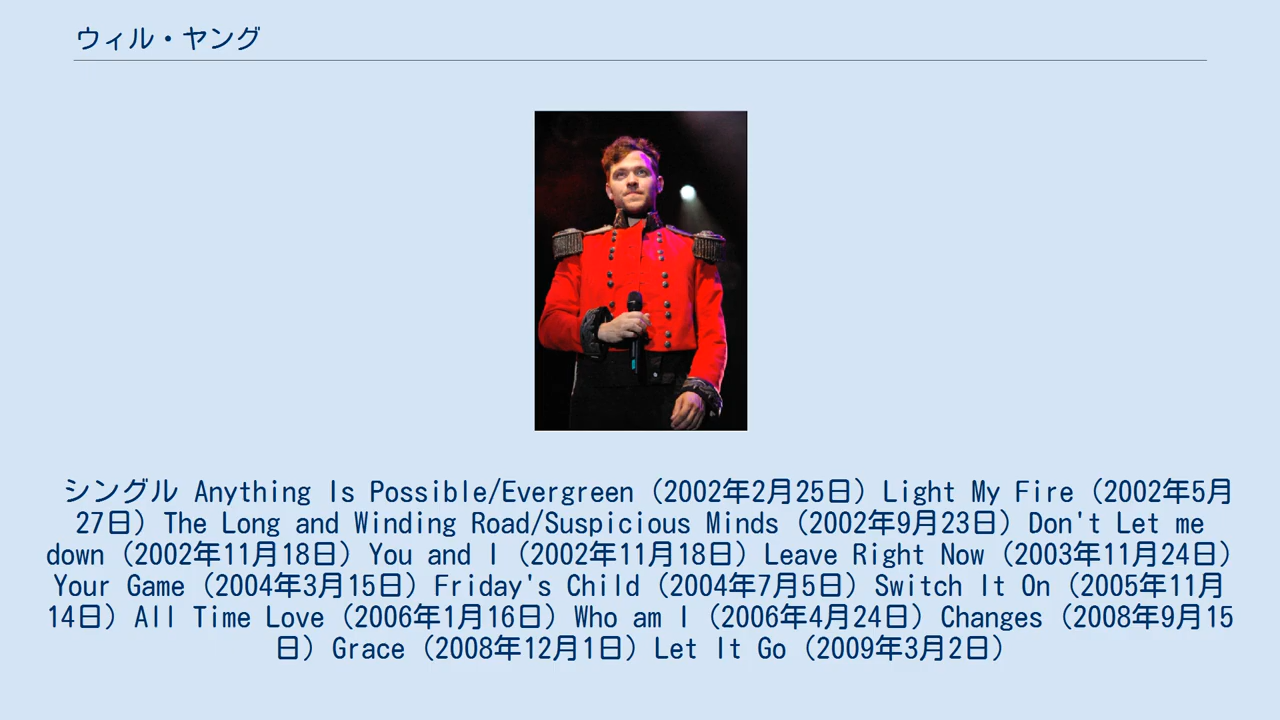 ウィル・ヤング
シングル Anything Is Possible/Evergreen（2002年2月25日）Light My Fire（2002年5月
27日）The Long and Winding Road/Suspicious Minds（2002年9月23日）Don't Let me
down（2002年11月18日）You and I（2002年11月18日）Leave Right Now（2003年11月24日）
Your Game（2004年3月15日）Friday's Child（2004年7月5日）Switch It On（2005年11月
14日）All Time Love（2006年1月16日）Who am I（2006年4月24日）Changes（2008年9月15
日）Grace（2008年12月1日）Let It Go（2009年3月2日）